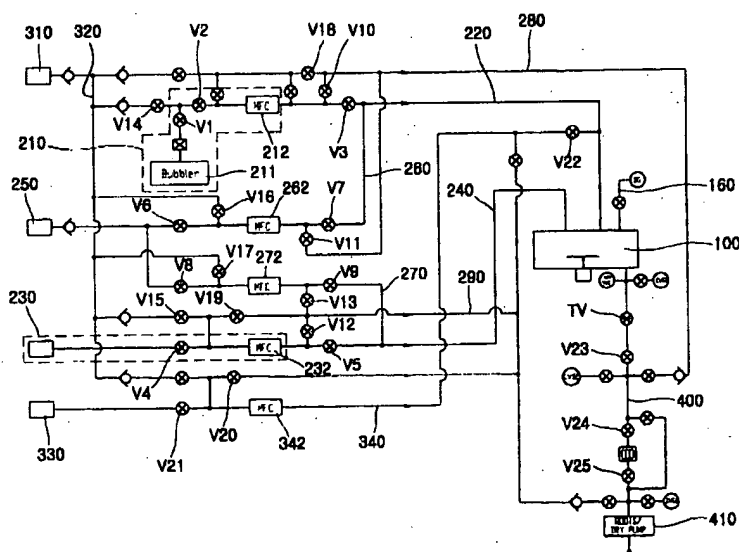 310
320
V14
V2
V1
V18
V10
280
220
MFC
212
V3
210
Bubbler
211
V22
260
240
160
250
V6
V16
262
MFC
V7
V11
100
V17
V8
272
MFC
V9
270
290
V15
V19
V13
V12
TV
230
MFC
V4
232
V5
V23
400
V20
MFC
V24
330
V21
342
340
V25
DRY PUMP
410